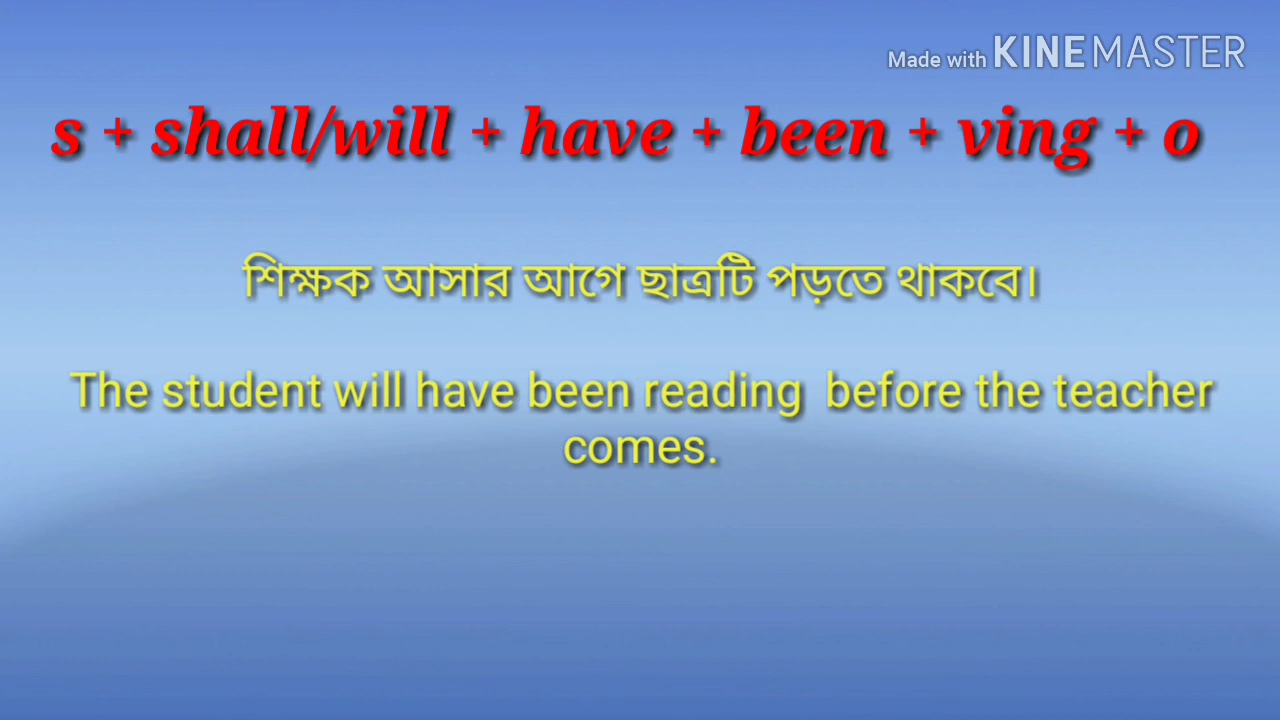 Made with KINEMASTER
s + shall/will + have + been + ving + o
শিক্ষক আসার আগে ছাত্রটি পড়তে থাকবে।
The student will have been reading  before the teacher
comes.